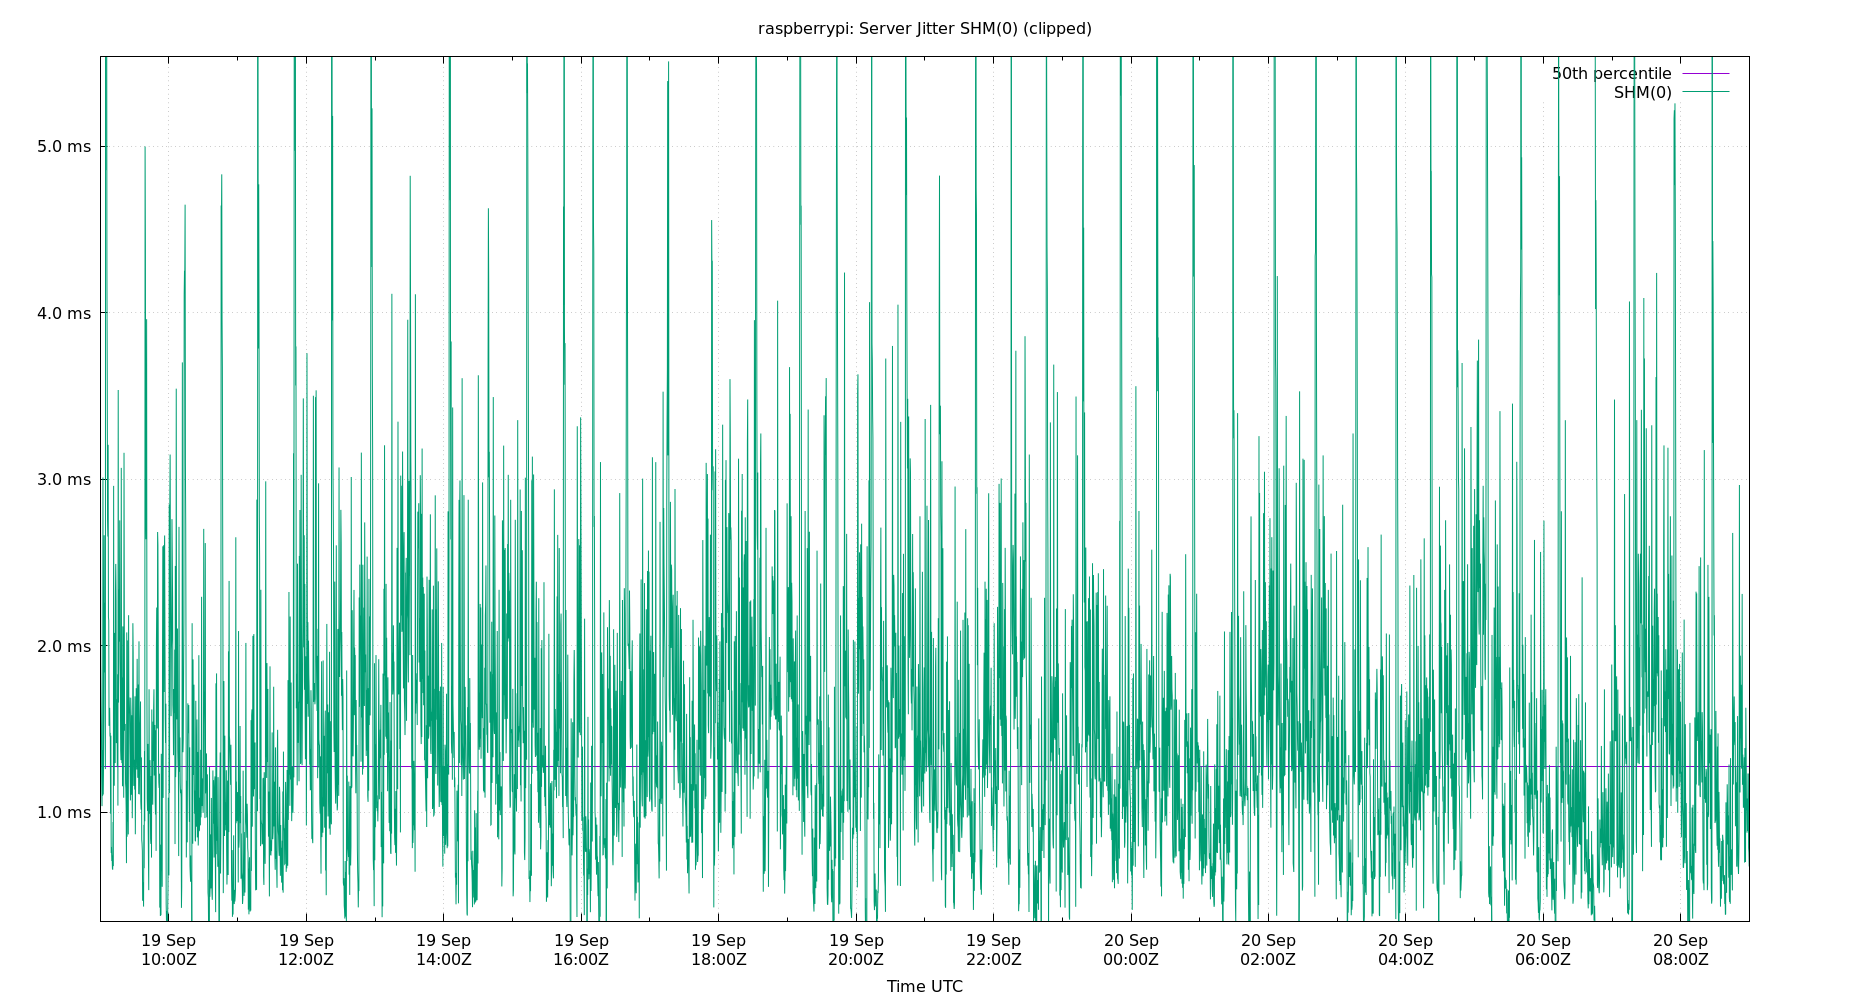 raspberrypi: Server Jitter SHM(0) (clipped)
50th percentile
SHM(0)
5.0 ms
4.0 ms
3.0 ms
2.0 ms
1.0 ms
19 Sep 19 Sep 19 Sep 19 Sep 19 Sep 19 Sep 19 Sep 20 Sep 20 Sep 20 Sep 20 Sep 20 Sep
10:00Z 12:00Z 14:00Z 16:00Z 18:00Z 20:00Z 22:00Z 00:00Z 02:00Z 04:00Z 06:00Z 08:00Z
Time UTC